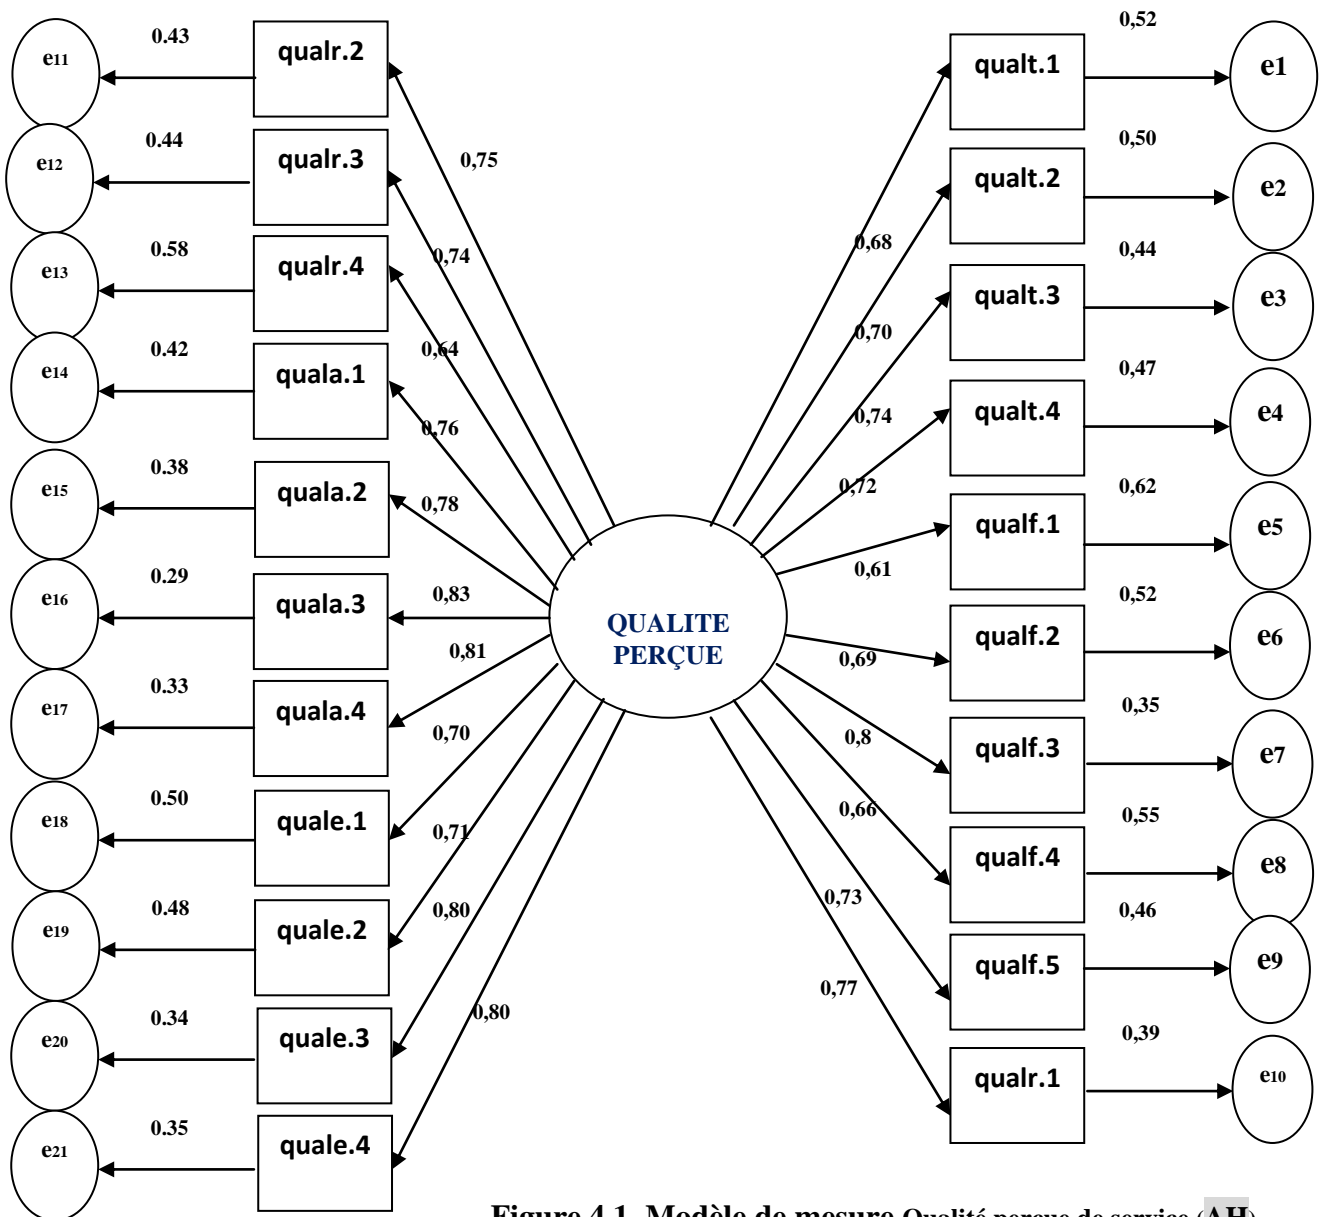 e11
0.43
qualr.2
0,75
e12
0.44
qualr.3
0,74
e13
0.58
qualr.4
0,64
e14
0.42
quala.1
0,76
e15
0.38
quala.2
0,78
e16
0.29
quala.3
0,83
e17
0.33
quala.4
0,81
e18
0.50
quale.1
0,70
e19
0.48
quale.2
0,71
e20
0.34
quale.3
0,80
e21
0.35
quale.4
0,80
QUALITE
PERÇUE
0,68
qualt.1
0,52
e1
0,70
qualt.2
0,50
e2
0,74
qualt.3
0,44
e3
0,72
qualt.4
0,47
e4
0,61
qualf.1
0,62
e5
0,69
qualf.2
0,52
e6
0,8
qualf.3
0,35
e7
0,66
qualf.4
0,55
e8
0,73
qualf.5
0,46
e9
0,77
qualr.1
0,39
e10
Figure 4.1. Modèle de mesure Qualité perçue de service (AH)